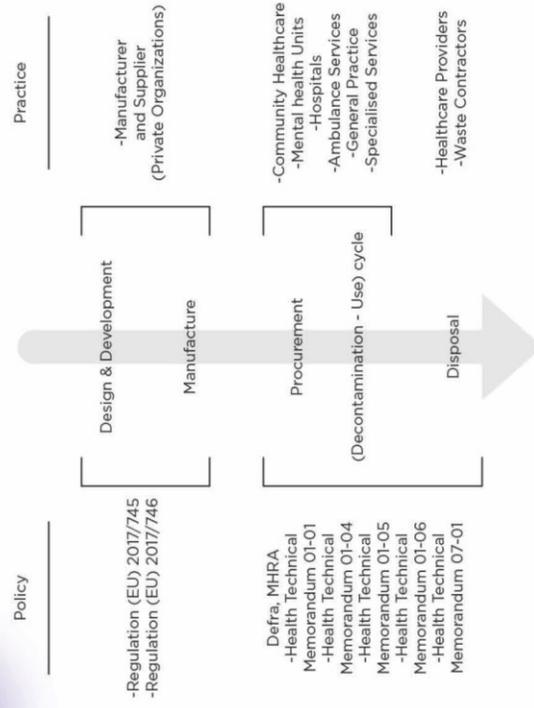 Policy
-Regulation (EU) 2017/745
-Regulation (EU) 2017/746
Defra, MHRA
-Health Technical
Memorandum 01-01
-Health Technical
Memorandum 01-04
-Health Technical
Memorandum 01-05
-Health Technical
Memorandum 01-06
-Health Technical
Memorandum 07-01
Design & Development
Manufacture
Procurement
(Decontamination - Use) cycle
Disposal
Practice
-Manufacturer
and Supplier
(Private Organizations)
-Community Healthcare
-Mental health Units
-Hospitals
-Ambulance Services
-General Practice
-Specialised Services
-Healthcare Providers
-Waste Contractors